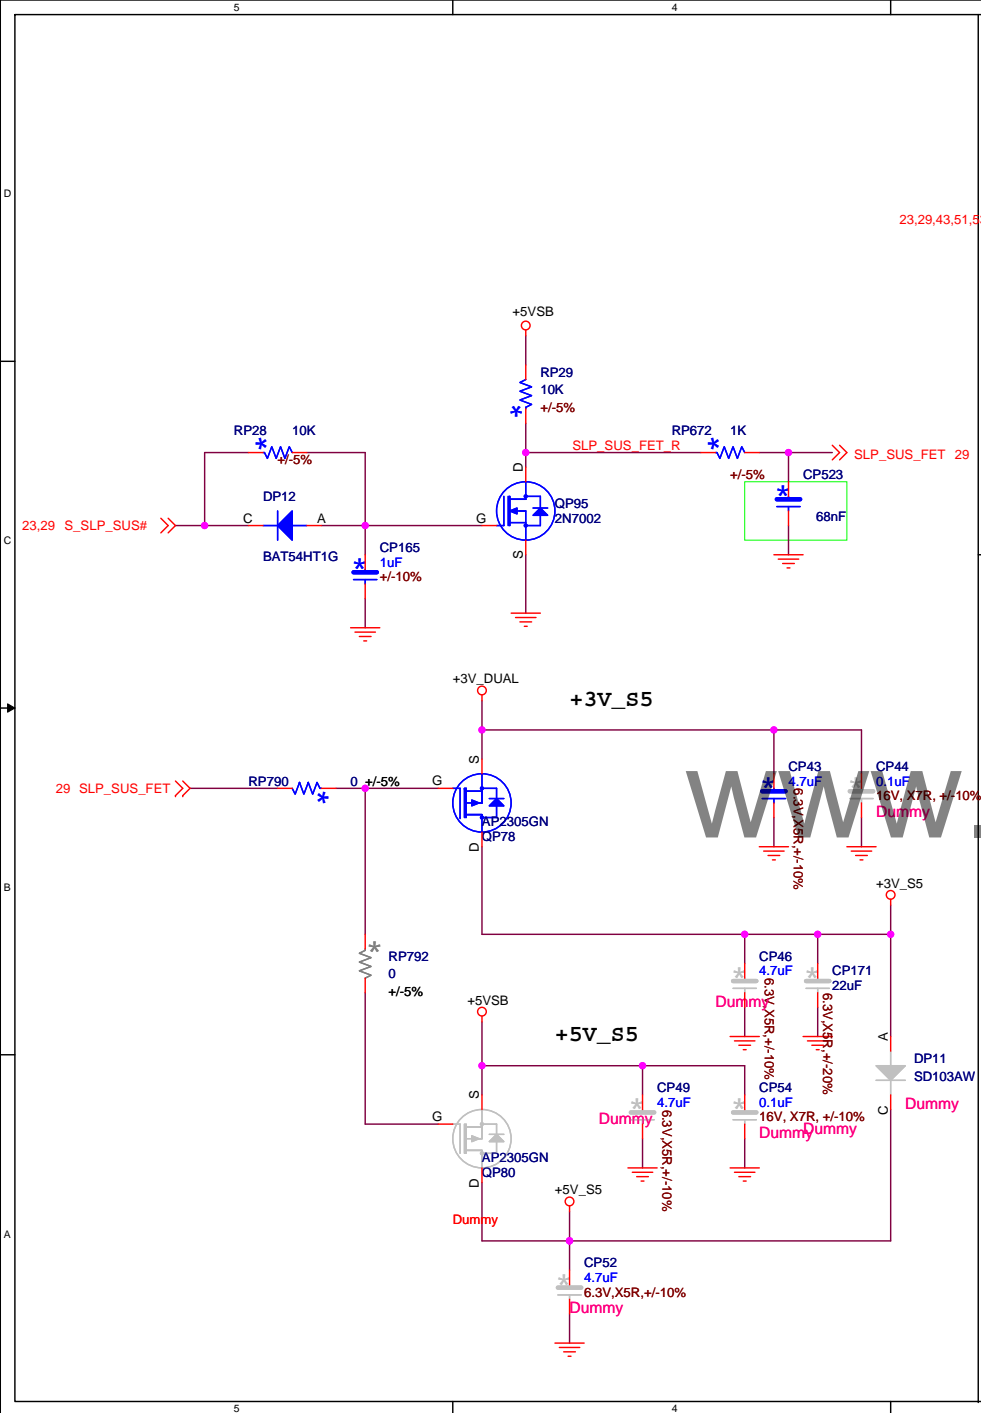 5
4
D
23,29,43,51,5
+5VSB
RP29
10K
+/-5%
RP28 10K
+/-5%
SLP_SUS_FET_R
RP672 1K
+/-5%
SLP_SUS_FET 29
D
CP523
68nF
DP12
C A
23,29 S_SLP_SUS#
BAT54HT1G
G
QP95
2N7002
S
C
CP165
1uF
+/-10%
+3V_DUAL
+3V_S5
S
29 SLP_SUS_FET
RP790 0 +/-5%
G
AP2305GN
QP78
D
CP43
4.7uF
6.3V,X5R,+/-10%
CP44
0.1uF
16V, X7R, +/-10%
Dummy
www.
B
+3V_S5
RP792
0
+/-5%
CP46
4.7uF
6.3V,X5R,+/-10%
Dummy
CP171
22uF
6.3V,X5R,+/-20%
Dummy
+5VSB
+5V_S5
A
DP11
SD103AW
C
Dummy
S
G
AP2305GN
QP80
D
Dummy
CP49
4.7uF
6.3V,X5R,+/-10%
Dummy
CP54
0.1uF
16V, X7R, +/-10%
Dummy
+5V_S5
A
CP52
4.7uF
6.3V,X5R,+/-10%
Dummy
5
4